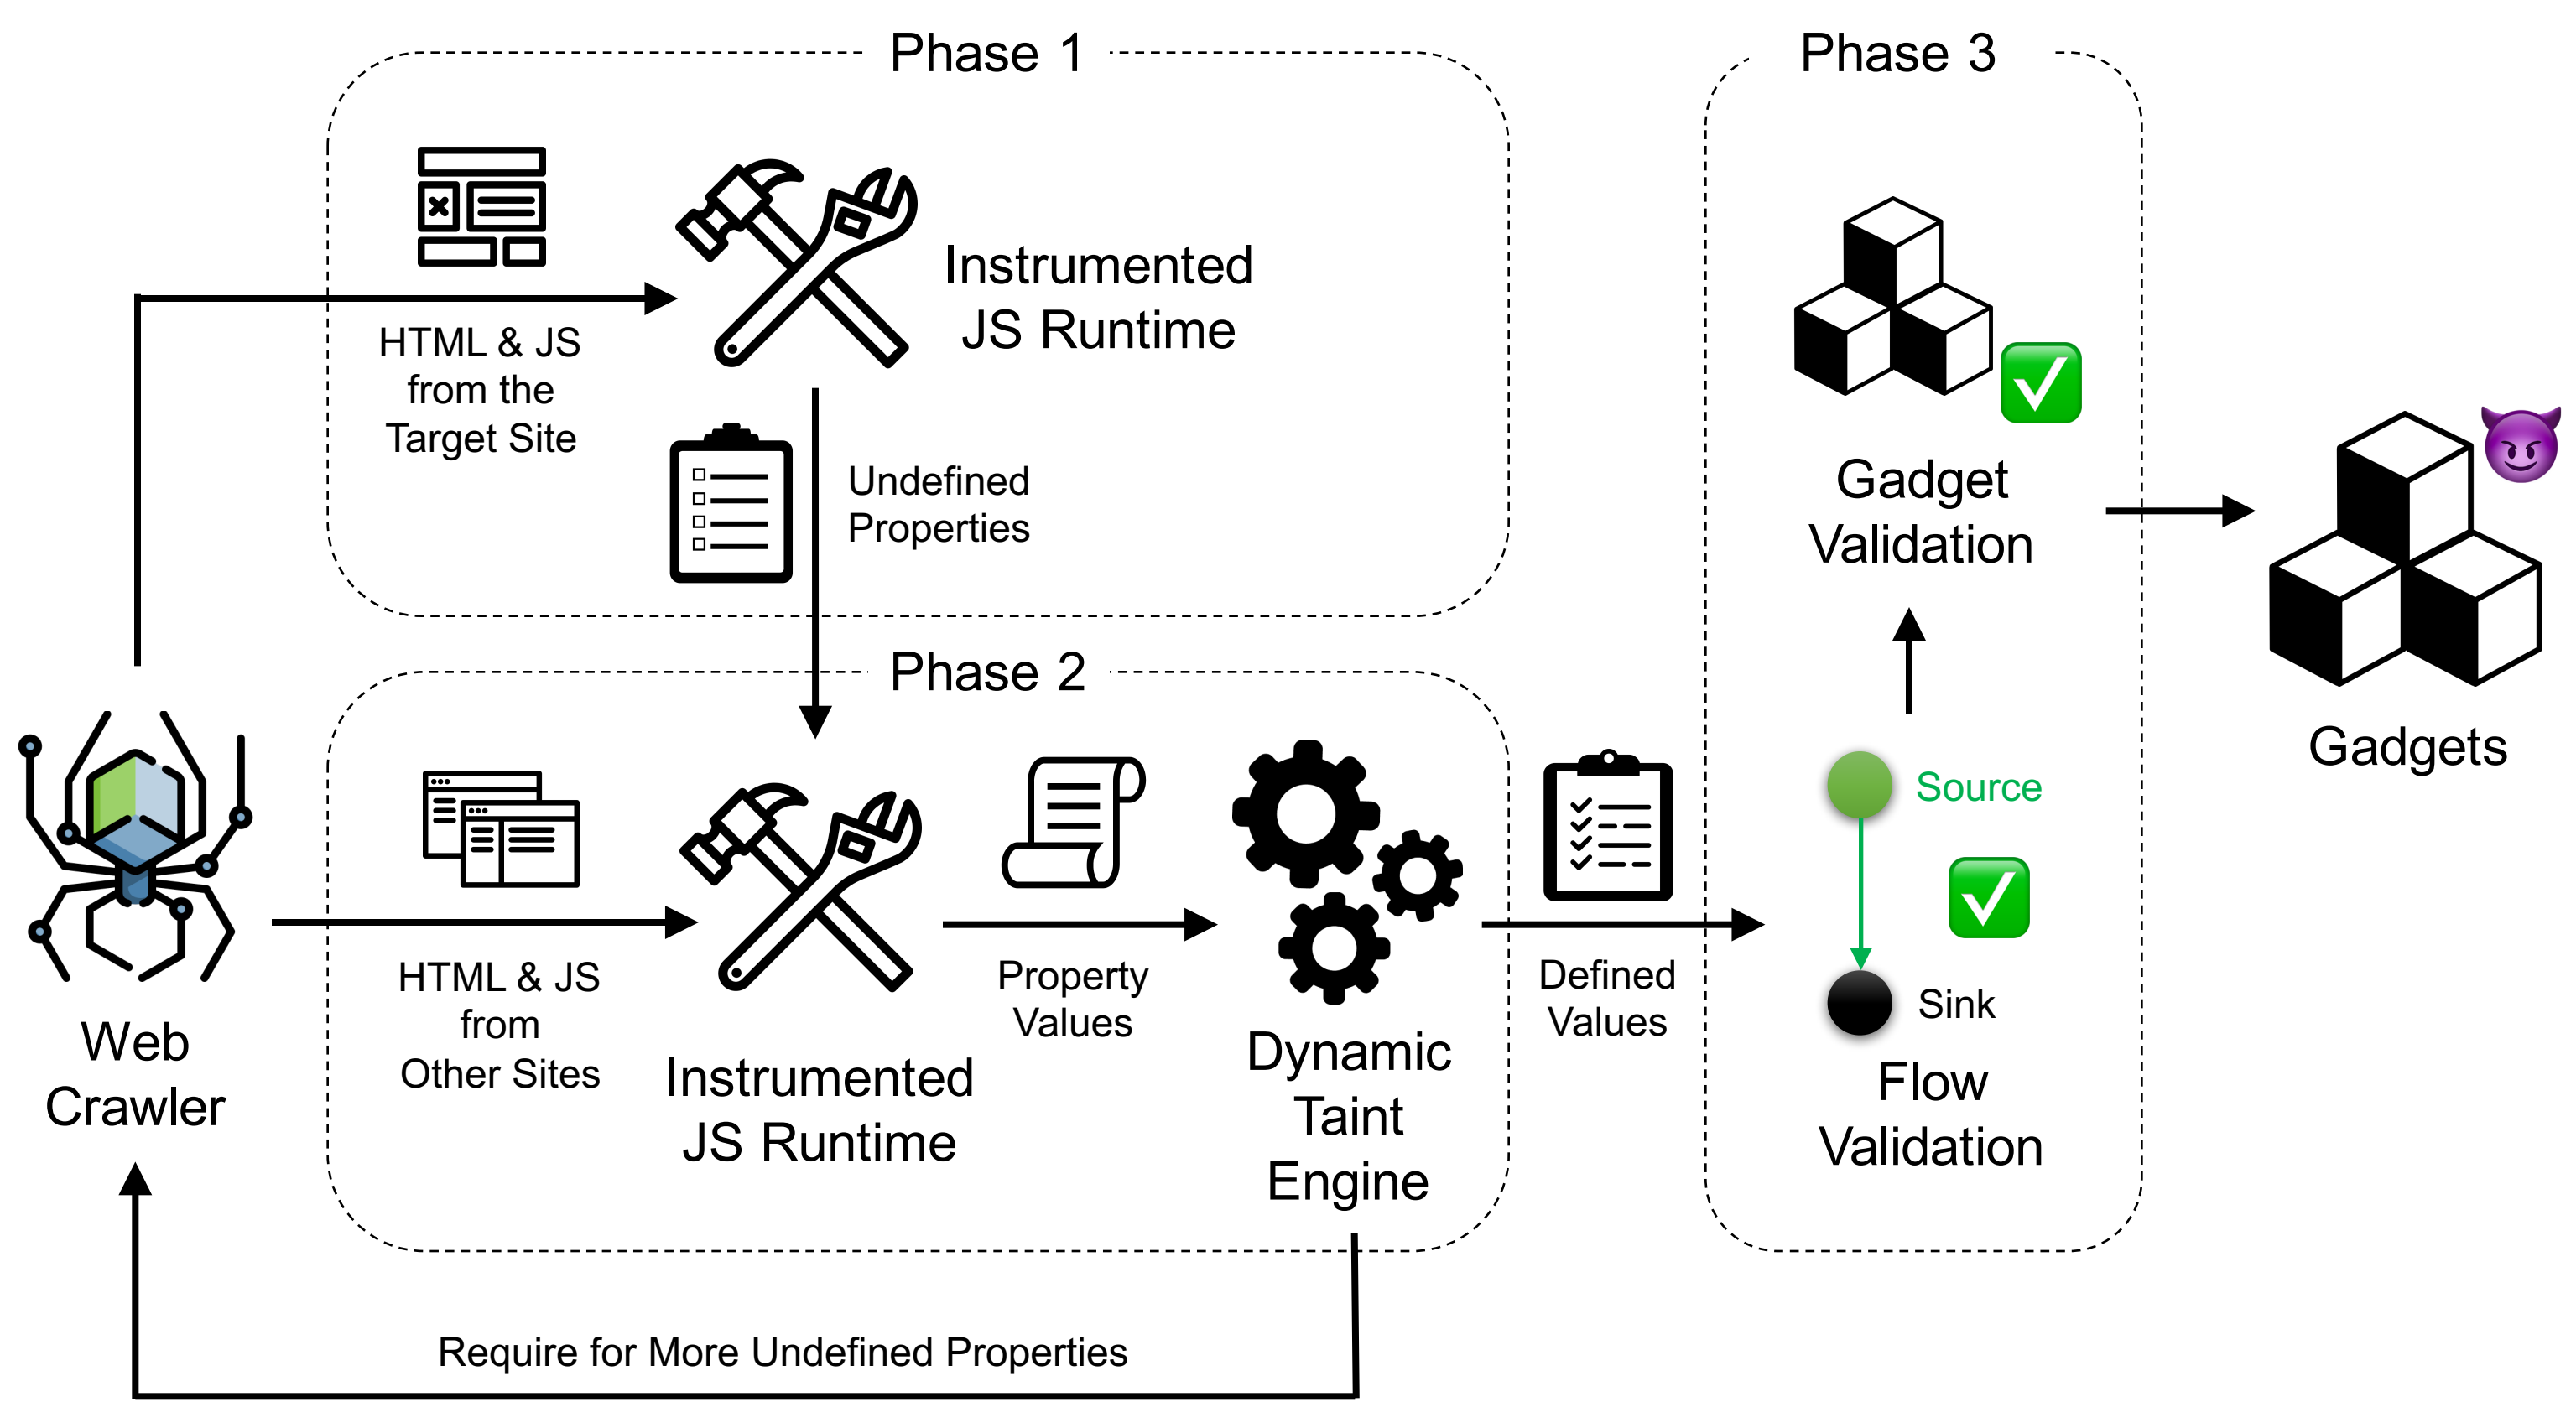 Phase 1
HTML & JS
from the
Target Site
Instrumented
JS Runtime
Undefined
Properties
Phase 2
Web
Crawler
HTML & JS
from
Other Sites
Instrumented
JS Runtime
Property
Values
Dynamic
Taint
Engine
Require for More Undefined Properties
Defined
Values
Phase 3
Gadget
Validation
Source
Sink
Flow
Validation
Gadgets